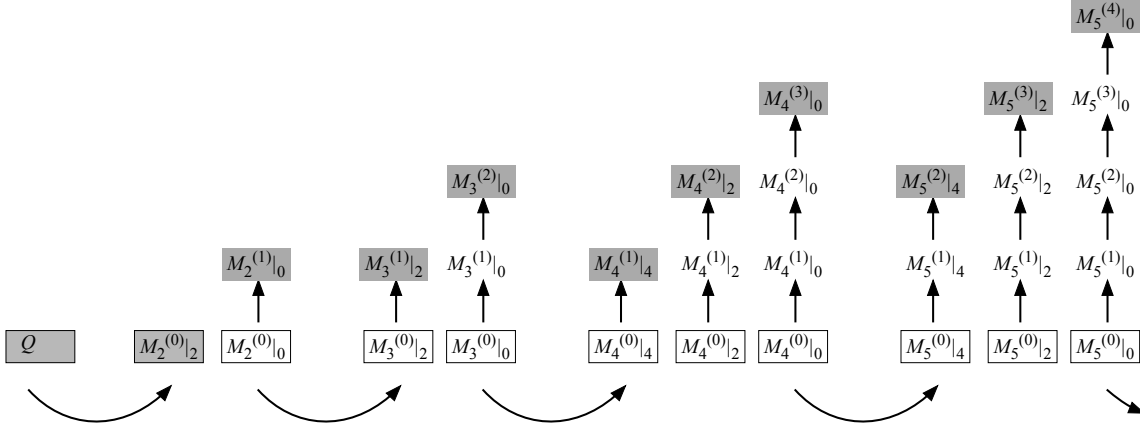 M₅⁽⁴⁾|₀
M₄⁽³⁾|₀ M₅⁽³⁾|₂ M₅⁽³⁾|₀
M₃⁽²⁾|₀ M₄⁽²⁾|₂ M₄⁽²⁾|₀ M₅⁽²⁾|₄ M₅⁽²⁾|₂ M₅⁽²⁾|₀
M₂⁽¹⁾|₀ M₃⁽¹⁾|₂ M₃⁽¹⁾|₀ M₄⁽¹⁾|₄ M₄⁽¹⁾|₂ M₄⁽¹⁾|₀ M₅⁽¹⁾|₄ M₅⁽¹⁾|₂ M₅⁽¹⁾|₀
Q M₂⁽⁰⁾|₂ M₂⁽⁰⁾|₀ M₃⁽⁰⁾|₂ M₃⁽⁰⁾|₀ M₄⁽⁰⁾|₄ M₄⁽⁰⁾|₂ M₄⁽⁰⁾|₀ M₅⁽⁰⁾|₄ M₅⁽⁰⁾|₂ M₅⁽⁰⁾|₀